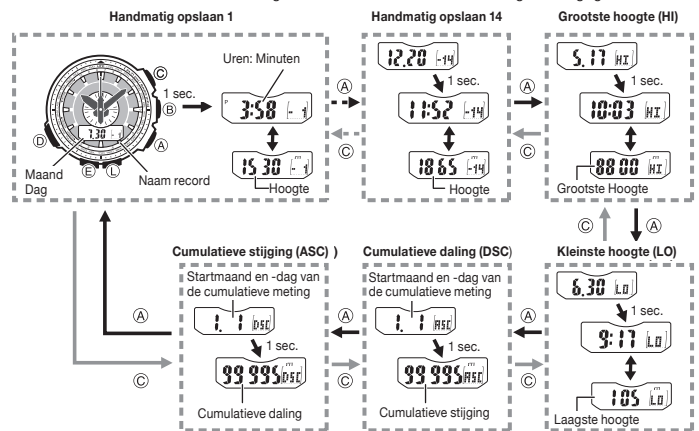 Handmatig opslaan 1
Handmatig opslaan 14
Grootste hoogte (HI)
Uren: Minuten
1 sec.
C
B
A
D
E
L
7.30 - 1
P 3:58 - 1
m
15 30 - 1
Maand
Dag
Naam record
Hoogte
A
C
12.20 -14
1 sec.
11:52 -14
m
18 65 -14
Hoogte
A
C
5.17 HI
1 sec.
10:03 HI
m
88 00 HI
Grootste Hoogte
C
A
Cumulatieve stijging (ASC) )
Cumulatieve daling (DSC)
Kleinste hoogte (LO)
Startmaand en -dag van
de cumulatieve meting
1. 1 DSC
1 sec.
m
99 995 DSC
Cumulatieve daling
A
C
Startmaand en -dag van
de cumulatieve meting
1. 1 ASC
1 sec.
m
99 995 ASC
Cumulatieve stijging
A
C
6.30 LO
1 sec.
9:17 LO
m
105 LO
Laagste hoogte
A
C